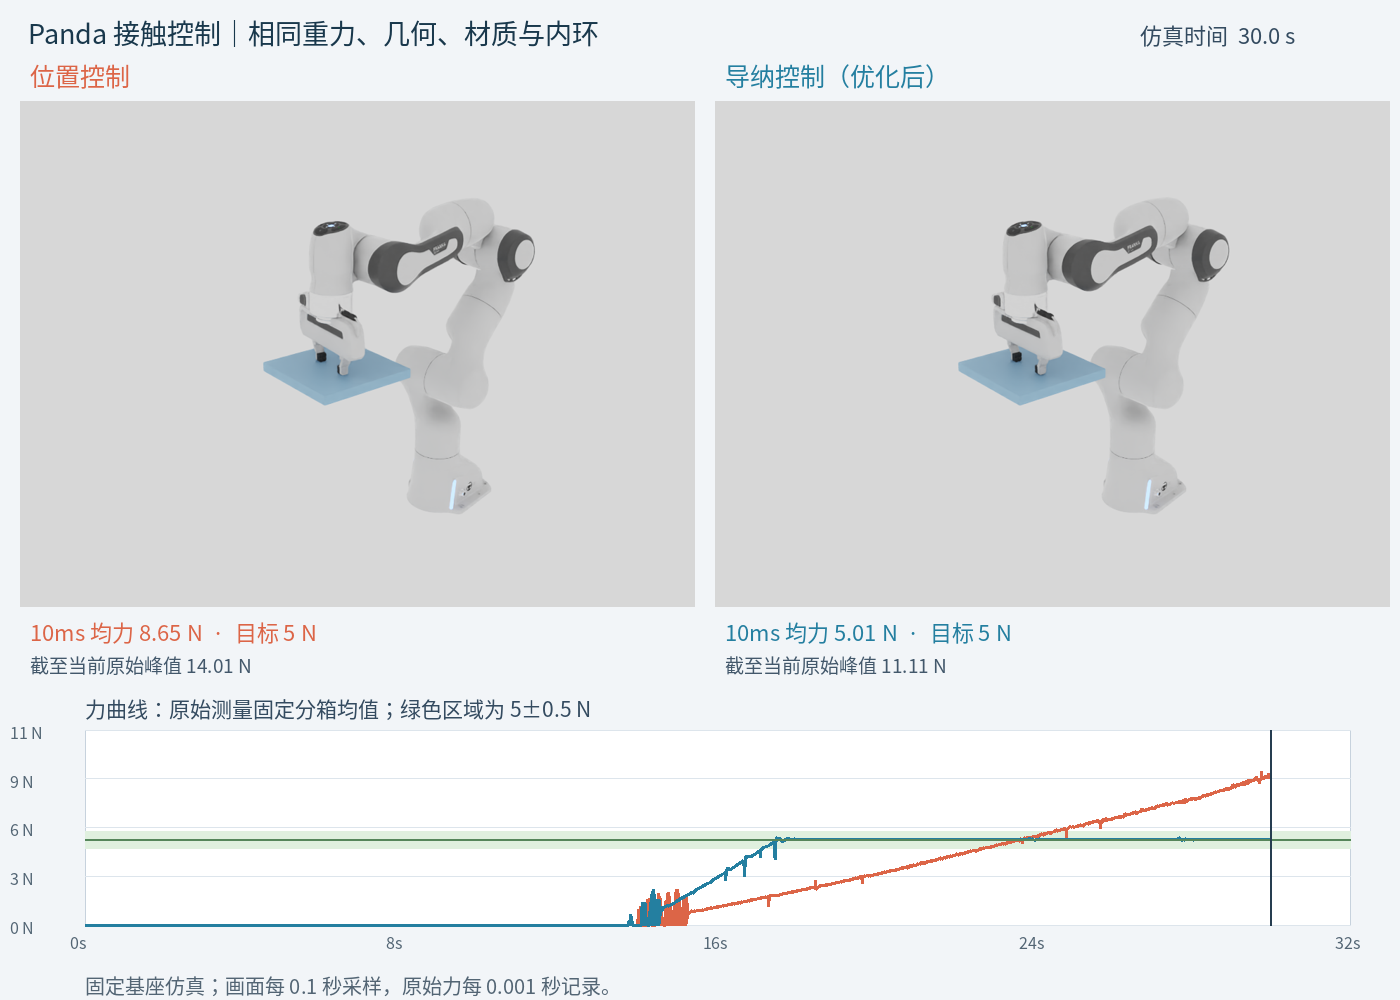 Panda 接触控制｜相同重力、几何、材质与内环
仿真时间 30.0 s
位置控制
导纳控制（优化后）
10ms 均力 8.65 N · 目标 5 N
截至当前原始峰值 14.01 N
10ms 均力 5.01 N · 目标 5 N
截至当前原始峰值 11.11 N
力曲线：原始测量固定分箱均值；绿色区域为 5±0.5 N
11 N
9 N
6 N
3 N
0 N
0s 8s 16s 24s 32s
固定基座仿真；画面每 0.1 秒采样，原始力每 0.001 秒记录。